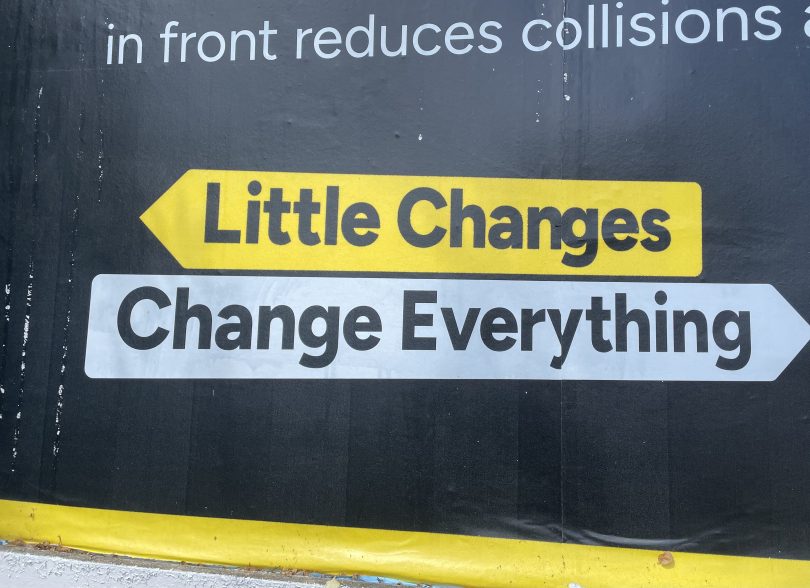 in front reduces collisions
Little Changes
Change Everything